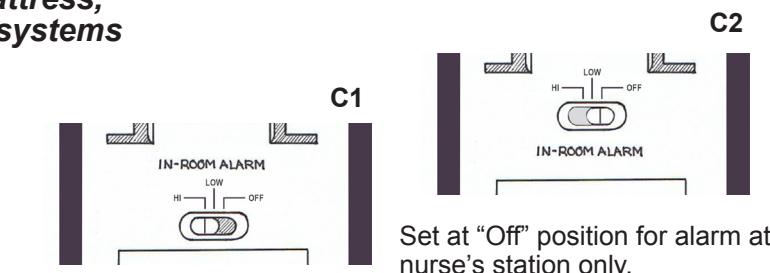 systems
C2
LOW
HI
OFF
IN-ROOM ALARM
C1
IN-ROOM ALARM
LOW
HI
OFF
Set at “Off” position for alarm at
nurse’s station only.